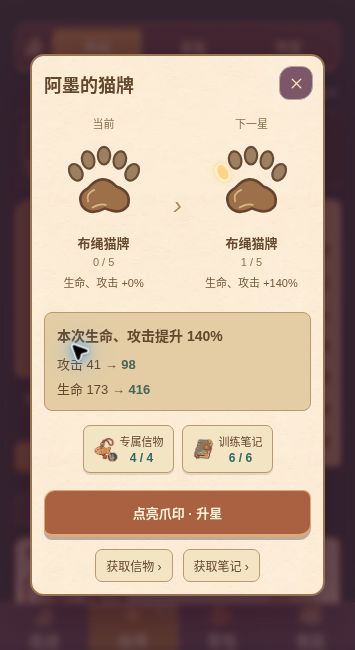 阿墨的猫牌
当前
下一星
布绳猫牌
布绳猫牌
0 / 5
1 / 5
生命、攻击 +0%
生命、攻击 +140%
本次生命、攻击提升 140%
攻击 41 → 98
生命 173 → 416
专属信物
4 / 4
训练笔记
6 / 6
点亮爪印 · 升星
获取信物 ›
获取笔记 ›